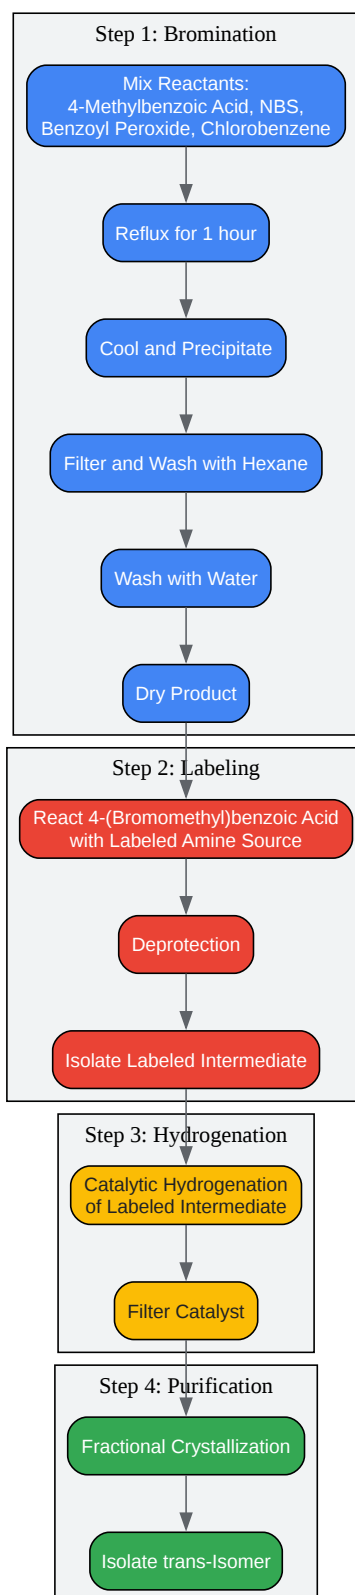 Step 1: Bromination
Mix Reactants:
4-Methylbenzoic Acid, NBS,
Benzoyl Peroxide, Chlorobenzene
Reflux for 1 hour
Cool and Precipitate
Filter and Wash with Hexane
Wash with Water
Dry Product
Step 2: Labeling
React 4-(Bromomethyl)benzoic Acid
with Labeled Amine Source
Deprotection
Isolate Labeled Intermediate
Step 3: Hydrogenation
Catalytic Hydrogenation
of Labeled Intermediate
Filter Catalyst
Step 4: Purification
Fractional Crystallization
Isolate trans-Isomer